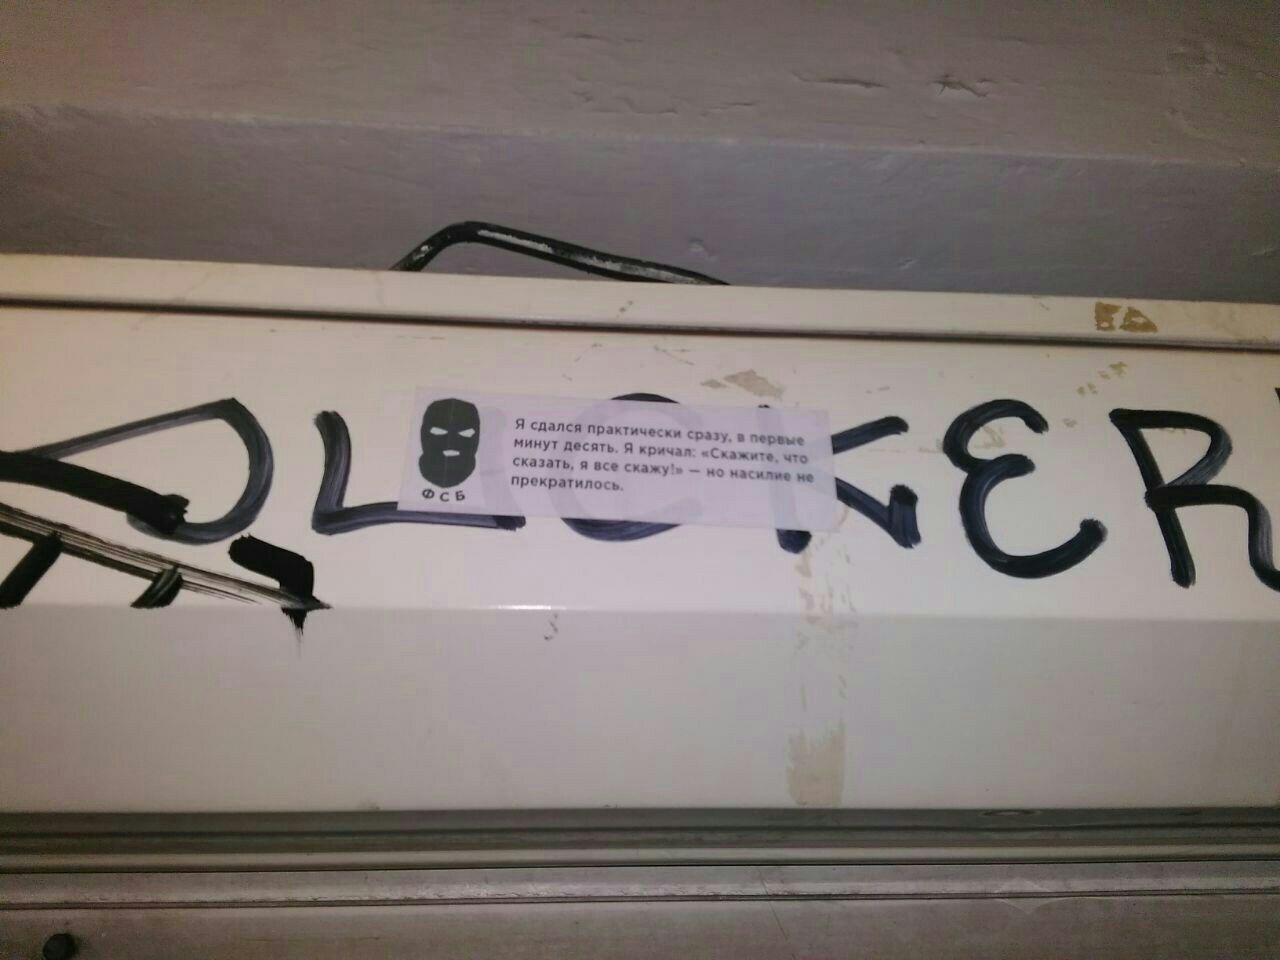 Я сдался практически сразу, в первые
минут десять. Я кричал: «Скажите, что
сказать, я все скажу!» — но насилие не
прекратилось.
ФСБ